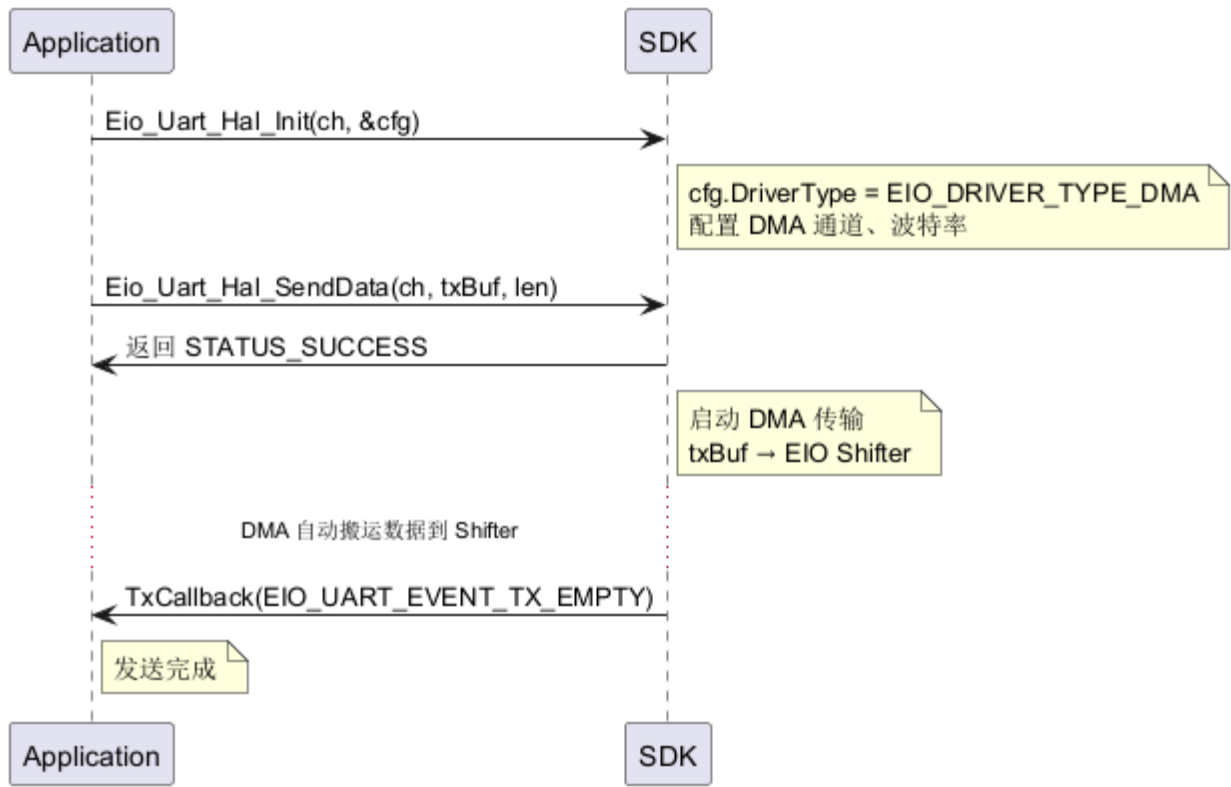 Application
SDK
Eio_Uart_Hal_Init(ch, &cfg)
cfg.DriverType = EIO_DRIVER_TYPE_DMA
配置 DMA 通道、波特率
Eio_Uart_Hal_SendData(ch, txBuf, len)
返回 STATUS_SUCCESS
启动 DMA 传输
txBuf → EIO Shifter
DMA 自动搬运数据到 Shifter
TxCallback(EIO_UART_EVENT_TX_EMPTY)
发送完成
Application
SDK